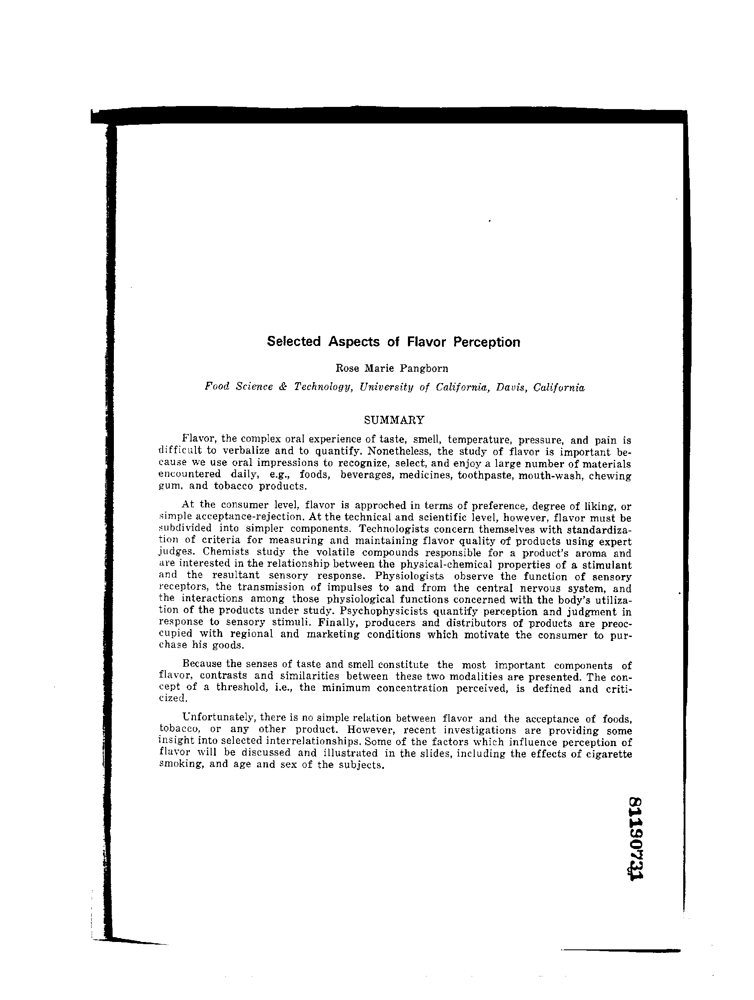 Selected Aspects of Flavor Perception
Rose Marie Pangborn
Food Science & Technology, University of California, Davis, California
SUMMARY
Flavor, the complex oral experience of taste, smell, temperature, pressure, and pain is
difficult to verbalize and to quantify. Nonetheless, the study of flavor is important be-
cause we use oral impressions to recognize, select, and enjoy a large number of materials
encountered daily, e.g., foods, beverages, medicines, toothpaste, mouth-wash, chewing
gum, and tobacco products.
At the consumer level, flavor is approched in terms of preference, degree of liking, or
simple acceptance-rejection. At the technical and scientific level, however, flavor must be
subdivided into simpler components. Technologists concern themselves with standardiza-
tion of criteria for measuring and maintaining flavor quality of products using expert
judges. Chemists study the volatile compounds responsible for a product's aroma and
are interested in the relationship between the physical-chemical properties of a stimulant
and the resultant sensory response. Physiologists observe the function of sensory
receptors, the transmission of impulses to and from the central nervous system, and
the interactions among those physiological functions concerned with the body's utiliza-
tion of the products under study. Psychophysicists quantify perception and judgment in
response to sensory stimuli. Finally, producers and distributors of products are preoc-
cupied with regional and marketing conditions which motivate the consumer to pur-
chase his goods.
Because the senses of taste and smell constitute the most important components of
flavor, contrasts and similarities between these two modalities are presented. The con-
cept of a threshold, i.e., the minimum concentration perceived, is defined and criti-
cized.
Unfortunately, there is no simple relation between flavor and the acceptance of foods,
tobacco, or any other product. However, recent investigations are providing some
insight into selected interrelationships. Some of the factors which influence perception of
flavor will be discussed and illustrated in the slides, including the effects of cigarette
smoking, and age and sex of the subjects.
81190731